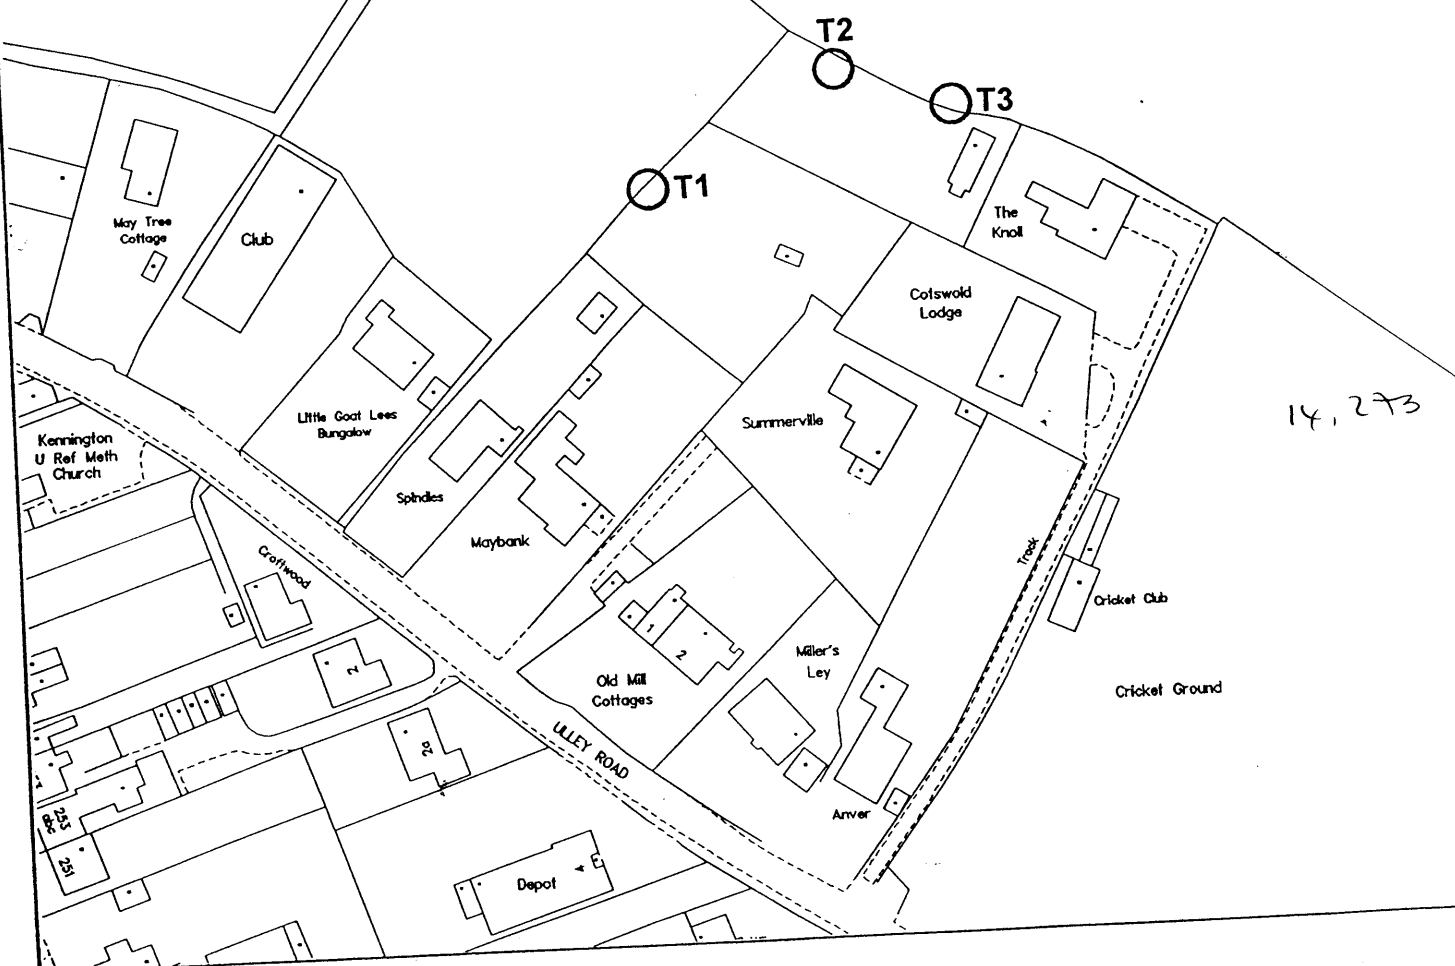 T2
T3
T1
May Tree
Cottage
Club
The
Knoll
Cotswold
Lodge
14,273
Little Goat Lees
Bungalow
Summerville
Kennington
U Ref Meth
Church
Spindles
Maybank
Track
Croftwood
Cricket Club
1
2
2
Miller's
Ley
Old Mill
Cottages
Cricket Ground
ULLEY ROAD
2a
Anver
253
abc
251
Depot
4